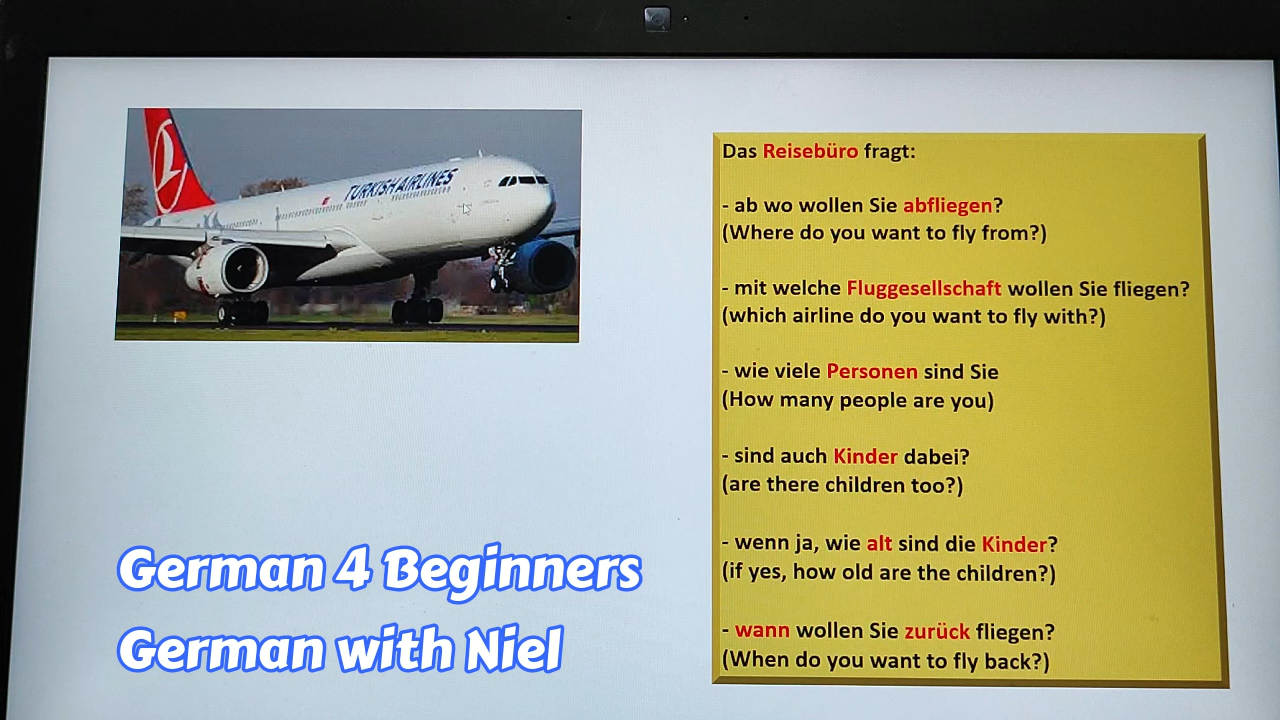 TURKISH AIRLINES
Das Reisebüro fragt:
- ab wo wollen Sie abfliegen?
(Where do you want to fly from?)
- mit welche Fluggesellschaft wollen Sie fliegen?
(which airline do you want to fly with?)
- wie viele Personen sind Sie
(How many people are you)
- sind auch Kinder dabei?
(are there children too?)
- wenn ja, wie alt sind die Kinder?
(if yes, how old are the children?)
- wann wollen Sie zurück fliegen?
(When do you want to fly back?)
German 4 Beginners
German with Niel